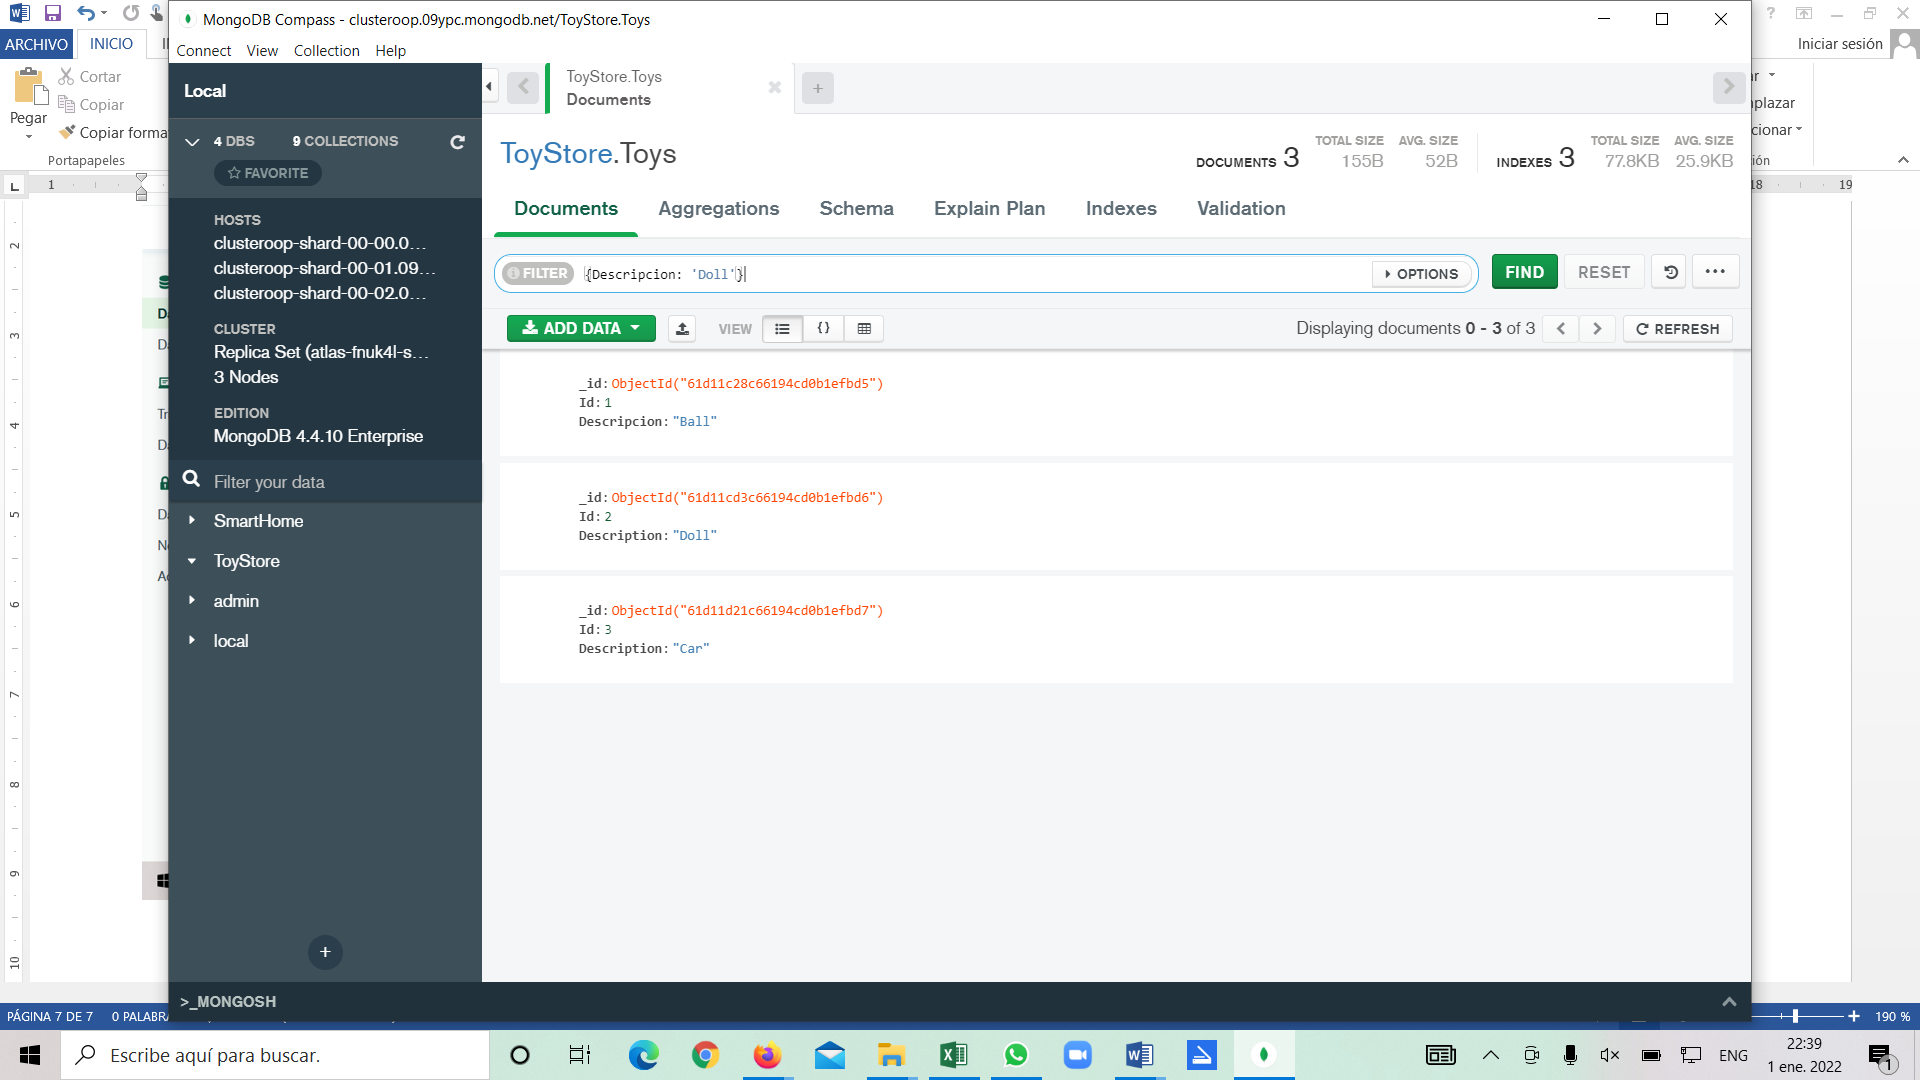 MongoDB Compass - clusteroop.09ypc.mongodb.net/ToyStore.Toys
ARCHIVO
INICIO
Iniciar sesión
Connect View Collection Help
Cortar
Copiar
Copiar forma
Pegar
Portapapeles
Local
4 DBS 9 COLLECTIONS
FAVORITE
HOSTS
clusteroop-shard-00-00.0...
clusteroop-shard-00-01.09...
clusteroop-shard-00-02.0...
CLUSTER
Replica Set (atlas-fnuk4l-s...
3 Nodes
EDITION
MongoDB 4.4.10 Enterprise
Filter your data
SmartHome
ToyStore
admin
local
ToyStore.Toys
Documents
ToyStore.Toys
DOCUMENTS 3
TOTAL SIZE 155B
AVG. SIZE 52B
INDEXES 3
TOTAL SIZE 77.8KB
AVG. SIZE 25.9KB
Documents Aggregations Schema Explain Plan Indexes Validation
FILTER {Descripcion: 'Doll'}
OPTIONS
FIND
RESET
ADD DATA
VIEW
{}
Displaying documents 0 - 3 of 3
REFRESH
_id: ObjectId("61d11c28c66194cd0b1efbd5")
Id: 1
Descripcion: "Ball"
_id: ObjectId("61d11cd3c66194cd0b1efbd6")
Id: 2
Description: "Doll"
_id: ObjectId("61d11d21c66194cd0b1efbd7")
Id: 3
Description: "Car"
>_MONGOSH
PÁGINA 7 DE 7 0 PALABRA
190 %
Escribe aquí para buscar.
ENG
22:39
1 ene. 2022
1